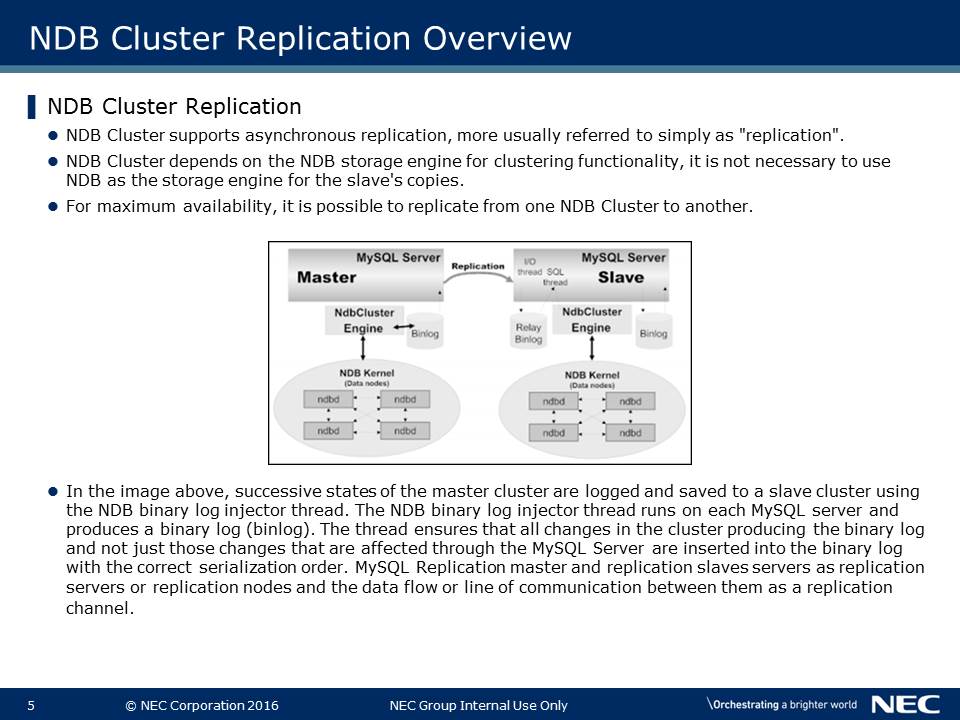 NDB Cluster Replication Overview
NDB Cluster Replication
NDB Cluster supports asynchronous replication, more usually referred to simply as "replication".
NDB Cluster depends on the NDB storage engine for clustering functionality, it is not necessary to use
NDB as the storage engine for the slave's copies.
For maximum availability, it is possible to replicate from one NDB Cluster to another.
MySQL Server
Master
Replication
I/O
thread
SQL
thread
MySQL Server
Slave
NdbCluster
Engine
Binlog
Relay
Binlog
NdbCluster
Engine
Binlog
NDB Kernel
(Data nodes)
ndbd
ndbd
ndbd
ndbd
NDB Kernel
(Data nodes)
ndbd
ndbd
ndbd
ndbd
In the image above, successive states of the master cluster are logged and saved to a slave cluster using
the NDB binary log injector thread. The NDB binary log injector thread runs on each MySQL server and
produces a binary log (binlog). The thread ensures that all changes in the cluster producing the binary log
and not just those changes that are affected through the MySQL Server are inserted into the binary log
with the correct serialization order. MySQL Replication master and replication slaves servers as replication
servers or replication nodes and the data flow or line of communication between them as a replication
channel.
5
© NEC Corporation 2016
NEC Group Internal Use Only
\Orchestrating a brighter world
NEC